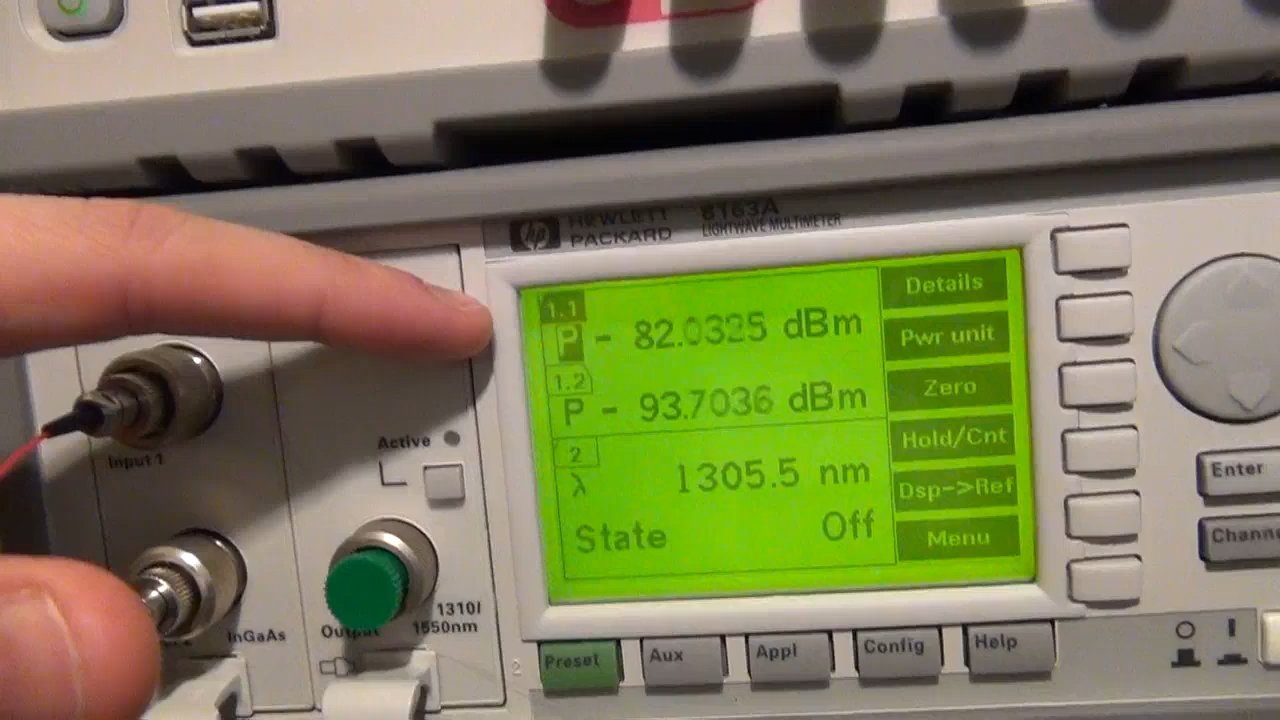 hp HEWLETT PACKARD 8163A LIGHTWAVE MULTIMETER
1.1
P - 82.0325 dBm
1.2
P - 93.7036 dBm
2
λ 1305.5 nm
State Off
Details
Pwr unit
Zero
Hold/Cnt
Dsp->Ref
Menu
Input 1
Active
InGaAs
Output
1310/
1550nm
Preset
Aux
Appl
Config
Help
Enter